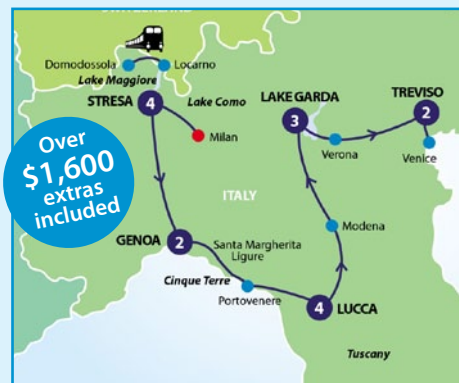 SWITZERLAND
Domodossola
Locarno
Lake Maggiore
STRESA
4
Lake Como
Milan
LAKE GARDA
3
TREVISO
2
Verona
Venice
Over
$1,600
extras
included
ITALY
GENOA
2
Santa Margherita
Ligure
Modena
Cinque Terre
Portovenere
4
LUCCA
Tuscany